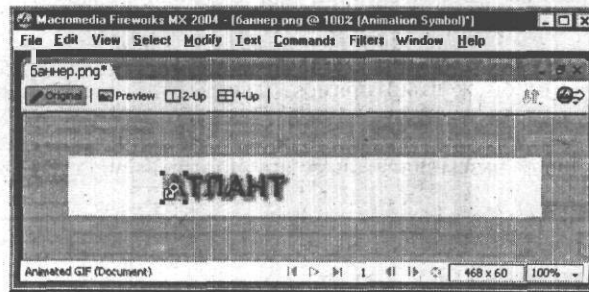 Macromedia Fireworks MX 2004 - [баннер.png @ 100% (Animation Symbol)*]
File Edit View Select Modify Text Commands Filters Window Help
баннер.png*
Original Preview 2-Up 4-Up
АТЛАНТ
Animated GIF (Document) 1 468 x 60 100%